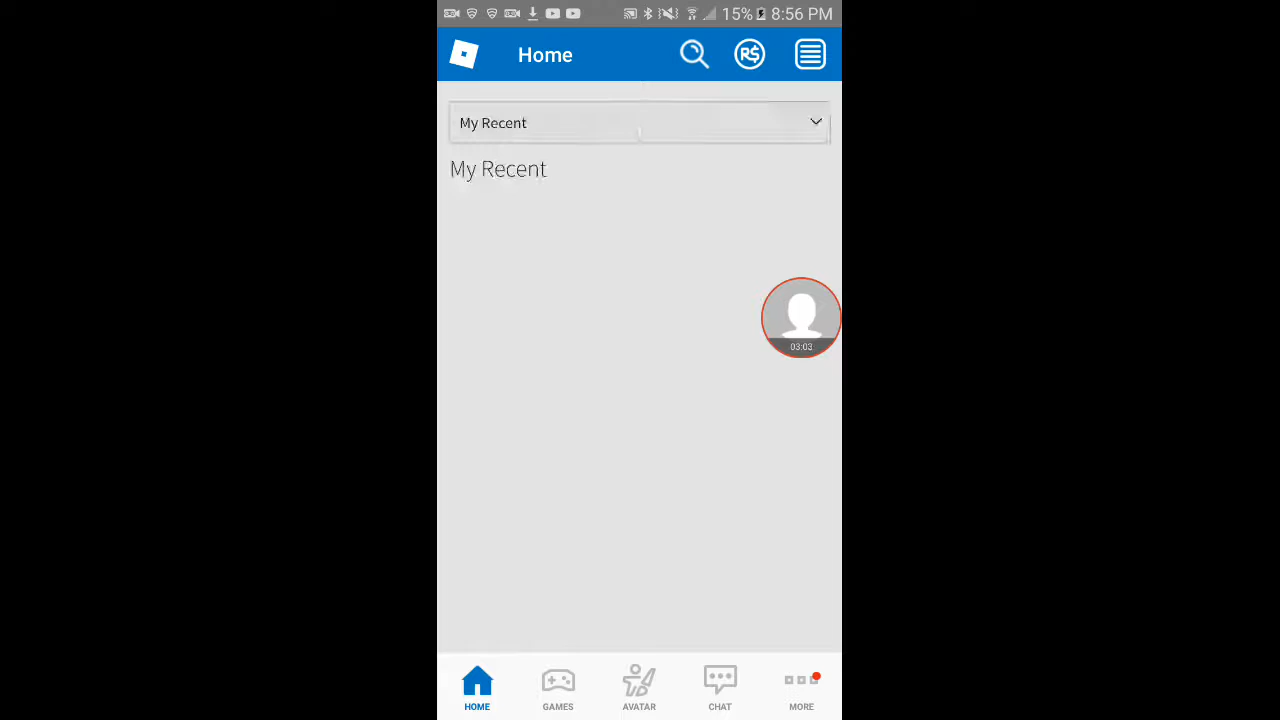 15% 8:56 PM
Home
R$
My Recent
My Recent
03:03
HOME GAMES AVATAR CHAT MORE